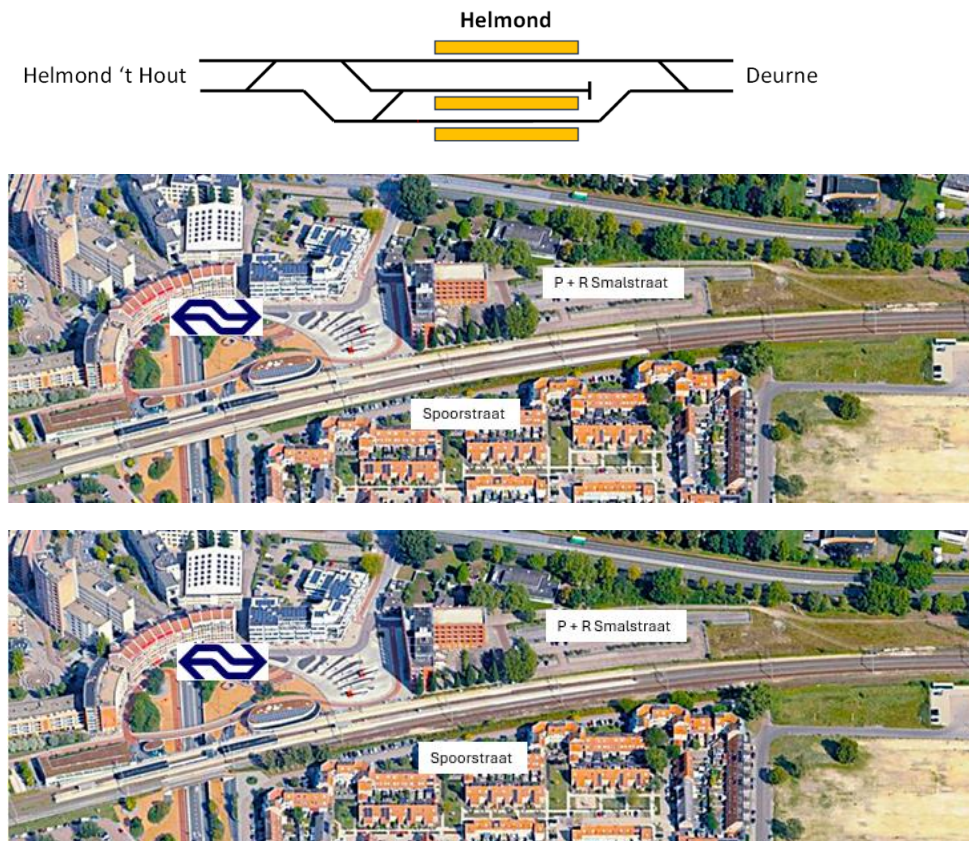 Helmond
Helmond ‘t Hout
Deurne
P + R Smalstraat
Spoorstraat
P + R Smalstraat
Spoorstraat